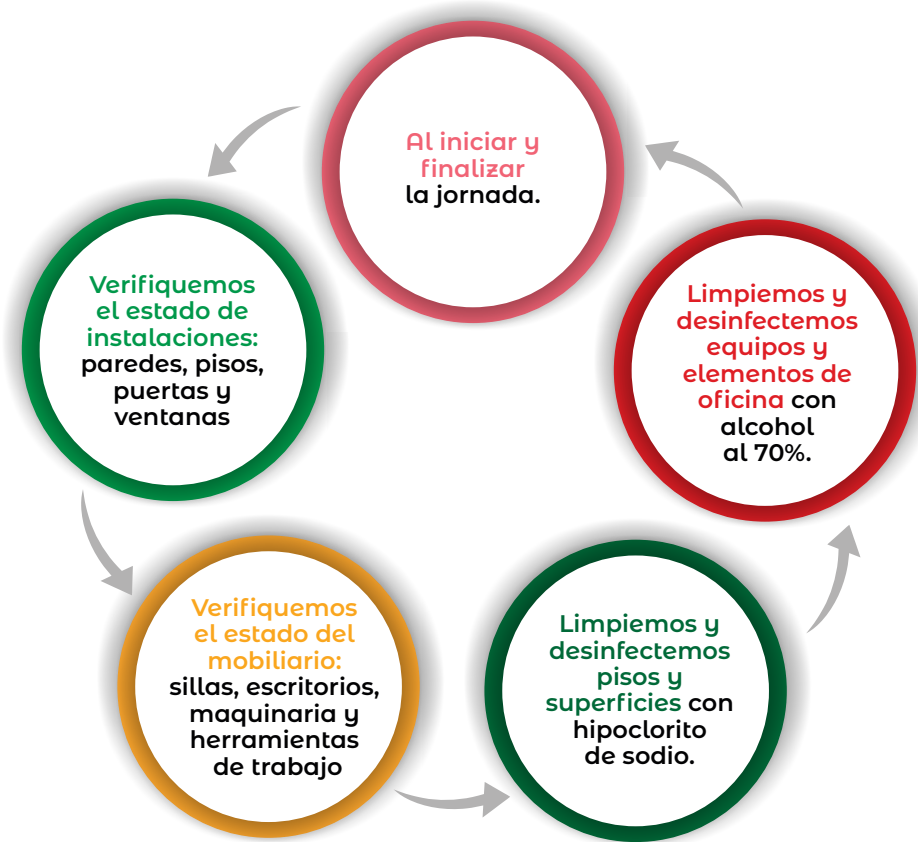 Al iniciar y
finalizar
la jornada.
Verifiquemos
el estado de
instalaciones:
paredes, pisos,
puertas y
ventanas
Verifiquemos
el estado del
mobiliario:
sillas, escritorios,
maquinaria y
herramientas
de trabajo
Limpiemos y
desinfectemos
pisos y
superficies con
hipoclorito
de sodio.
Limpiemos y
desinfectemos
equipos y
elementos de
oficina con
alcohol
al 70%.